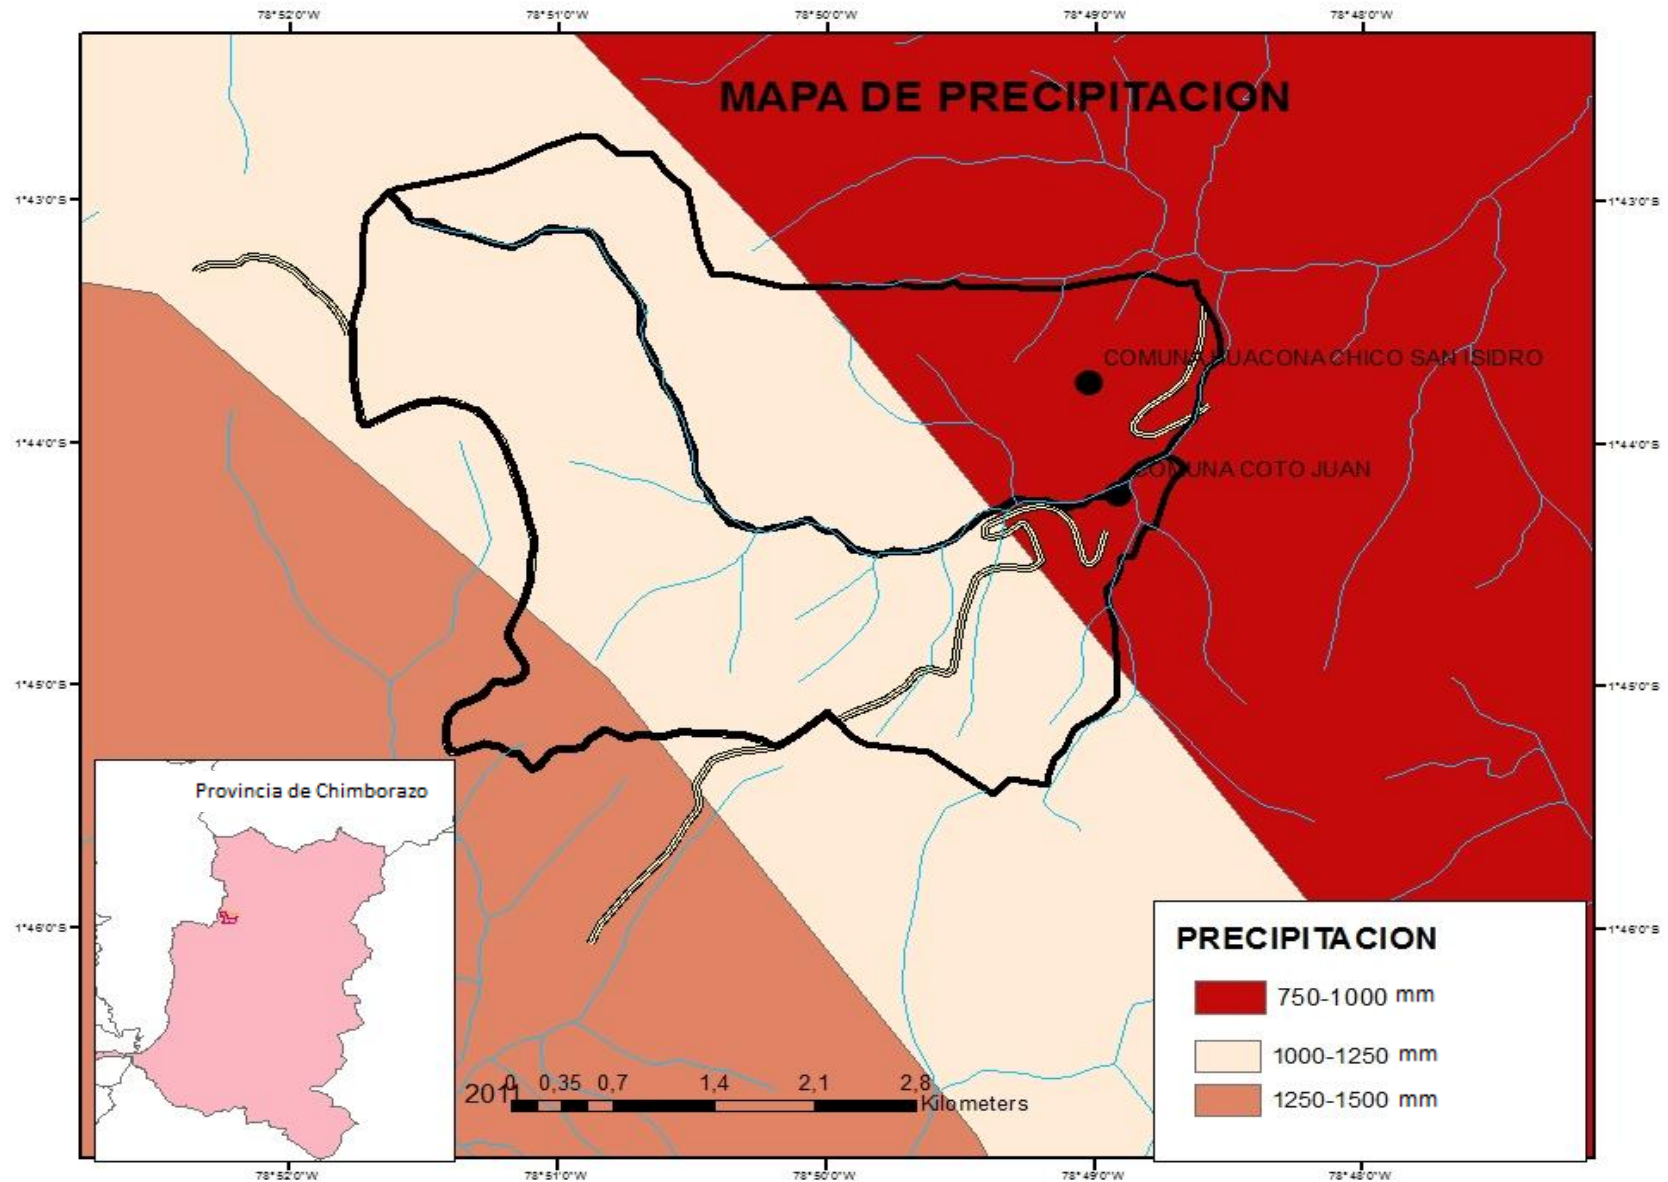 78°52'0"W 78°51'0"W 78°50'0"W 78°49'0"W 78°48'0"W
MAPA DE PRECIPITACION
1°43'0"S 1°43'0"S
COMUNA HUACONA CHICO SAN ISIDRO
1°44'0"S 1°44'0"S
COMUNA COTO JUAN
1°45'0"S 1°45'0"S
Provincia de Chimborazo
1°46'0"S 1°46'0"S
PRECIPITACION
750-1000 mm
1000-1250 mm
1250-1500 mm
2011
0 0,35 0,7 1,4 2,1 2,8
Kilometers
78°52'0"W 78°51'0"W 78°50'0"W 78°49'0"W 78°48'0"W